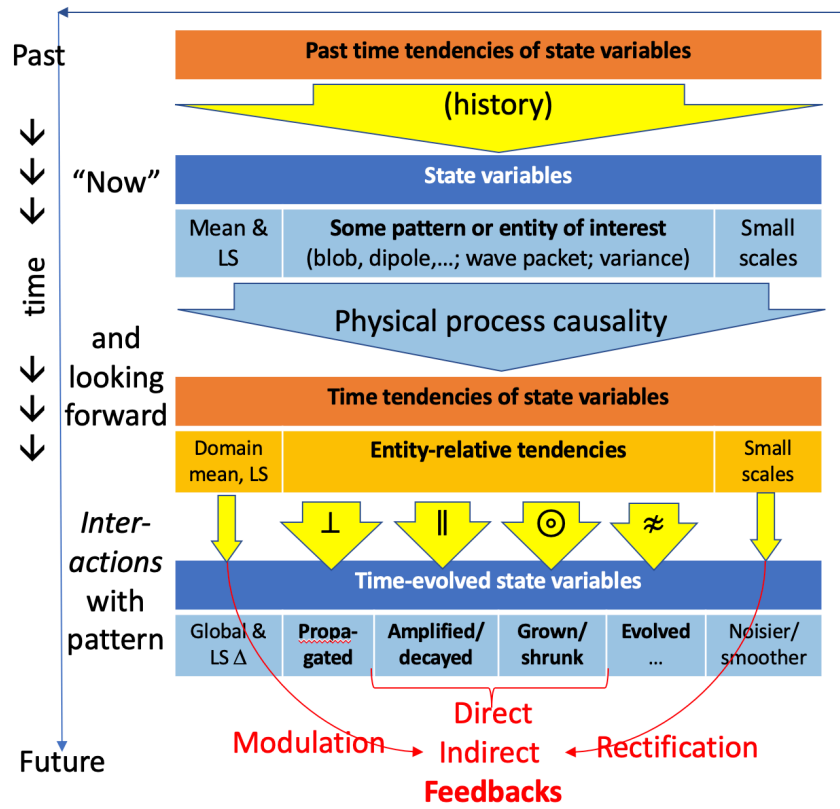 Past
Past time tendencies of state variables
(history)
“Now”
State variables
Mean &
LS
Some pattern or entity of interest
(blob, dipole,...; wave packet; variance)
Small
scales
time
Physical process causality
and
looking
forward
Time tendencies of state variables
Domain
mean, LS
Entity-relative tendencies
Small
scales
⊥
∥
⊙
≉
Inter-
actions
with
pattern
Time-evolved state variables
Global &
LS Δ
Propa-
gated
Amplified/
decayed
Grown/
shrunk
Evolved
...
Noisier/
smoother
Direct
Modulation
Indirect
Rectification
Feedbacks
Future